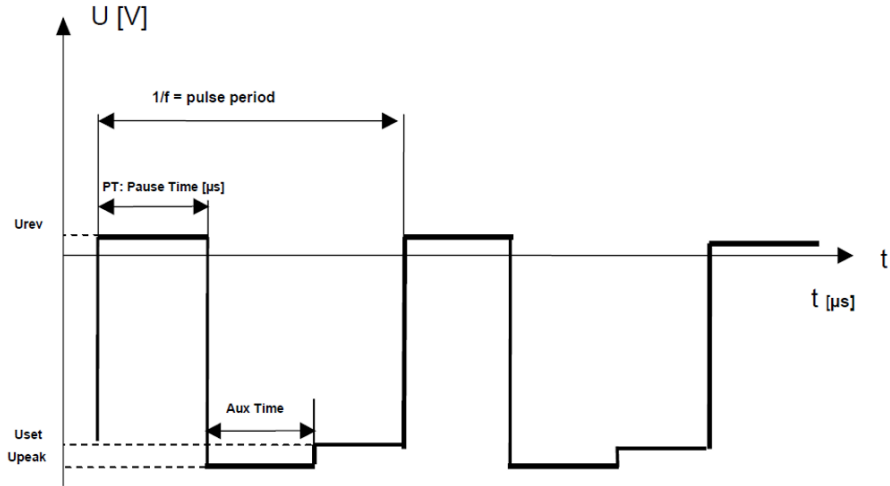 U [V]
1/f = pulse period
PT: Pause Time [µs]
Urev
t
t [µs]
Aux Time
Uset
Upeak